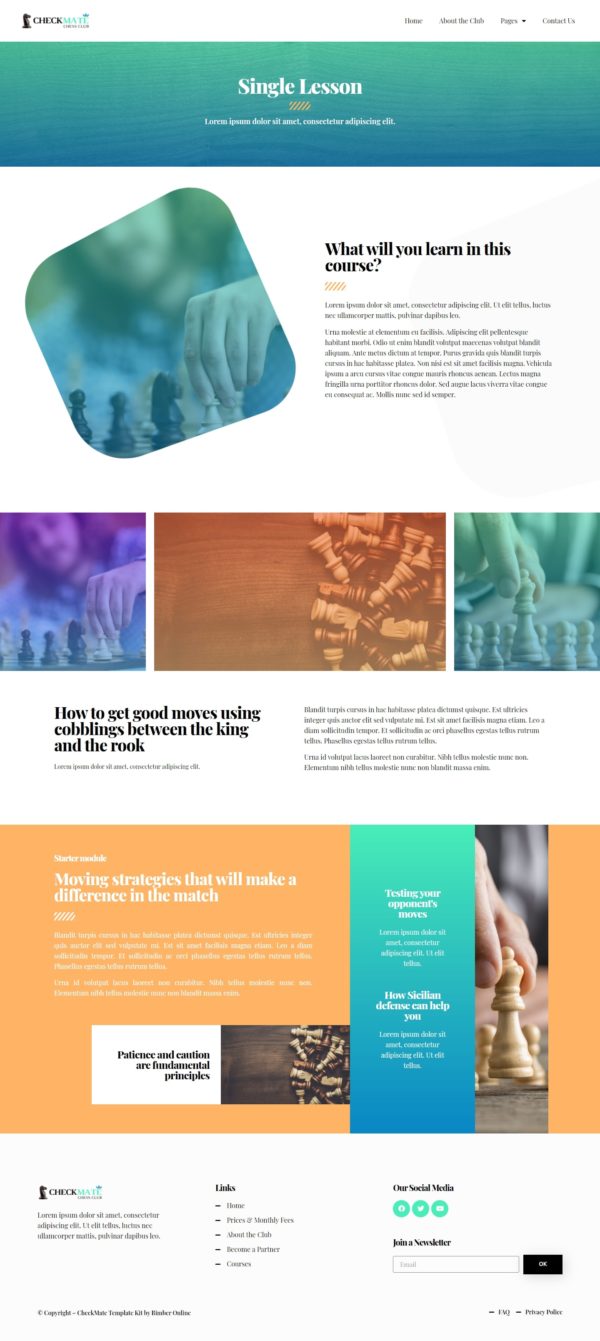 CHECKMATE
CHESS CLUB
Home About the Club Pages Contact Us
Single Lesson
Lorem ipsum dolor sit amet, consectetur adipiscing elit.
What will you learn in this
course?
Lorem ipsum dolor sit amet, consectetur adipiscing elit. Ut elit tellus, luctus
nec ullamcorper mattis, pulvinar dapibus leo.
Urna molestie at elementum eu facilisis. Adipiscing elit pellentesque
habitant morbi. Odio ut enim blandit volutpat maecenas volutpat blandit
aliquam. Ante metus dictum at tempor. Purus gravida quis blandit turpis
cursus in hac habitasse platea. Non nisi est sit amet facilisis magna. Vehicula
ipsum a arcu cursus vitae congue mauris rhoncus aenean. Lectus magna
fringilla urna porttitor rhoncus dolor. Sed augue lacus viverra vitae congue
eu consequat ac. Mollis nunc sed id semper.
How to get good moves using
cobblings between the king
and the rook
Lorem ipsum dolor sit amet, consectetur adipiscing elit.
Blandit turpis cursus in hac habitasse platea dictumst quisque. Est ultricies
integer quis auctor elit sed vulputate mi. Est sit amet facilisis magna etiam. Leo a
diam sollicitudin tempor. Et sollicitudin ac orci phasellus egestas tellus rutrum
tellus. Phasellus egestas tellus rutrum tellus.
Urna id volutpat lacus laoreet non curabitur. Nibh tellus molestie nunc non.
Elementum nibh tellus molestie nunc non blandit massa enim.
Starter module
Moving strategies that will make a
difference in the match
Blandit turpis cursus in hac habitasse platea dictumst quisque. Est ultricies integer
quis auctor elit sed vulputate mi. Est sit amet facilisis magna etiam. Leo a diam
sollicitudin tempor. Et sollicitudin ac orci phasellus egestas tellus rutrum tellus.
Phasellus egestas tellus rutrum tellus.
Urna id volutpat lacus laoreet non curabitur. Nibh tellus molestie nunc non.
Elementum nibh tellus molestie nunc non blandit massa enim.
Patience and caution
are fundamental
principles
Testing your
opponent's
moves
Lorem ipsum dolor sit
amet, consectetur
adipiscing elit. Ut elit
tellus.
How Sicilian
defense can help
you
Lorem ipsum dolor sit
amet, consectetur
adipiscing elit. Ut elit
tellus.
CHECKMATE
CHESS CLUB
Lorem ipsum dolor sit amet, consectetur
adipiscing elit. Ut elit tellus, luctus nec
ullamcorper mattis, pulvinar dapibus leo.
Links
Home
Prices & Monthly Fees
About the Club
Become a Partner
Courses
Our Social Media
Join a Newsletter
Email OK
© Copyright - CheckMate Template Kit by Rimber Online
FAQ Privacy Police